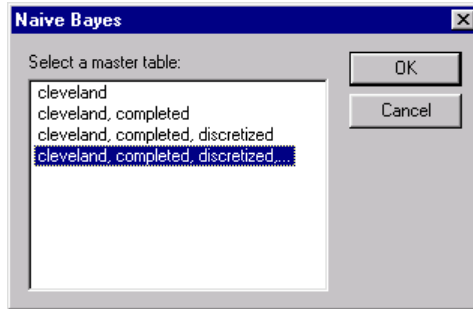 Naive Bayes
Select a master table:
cleveland
cleveland, completed
cleveland, completed, discretized
cleveland, completed, discretized,...
OK
Cancel